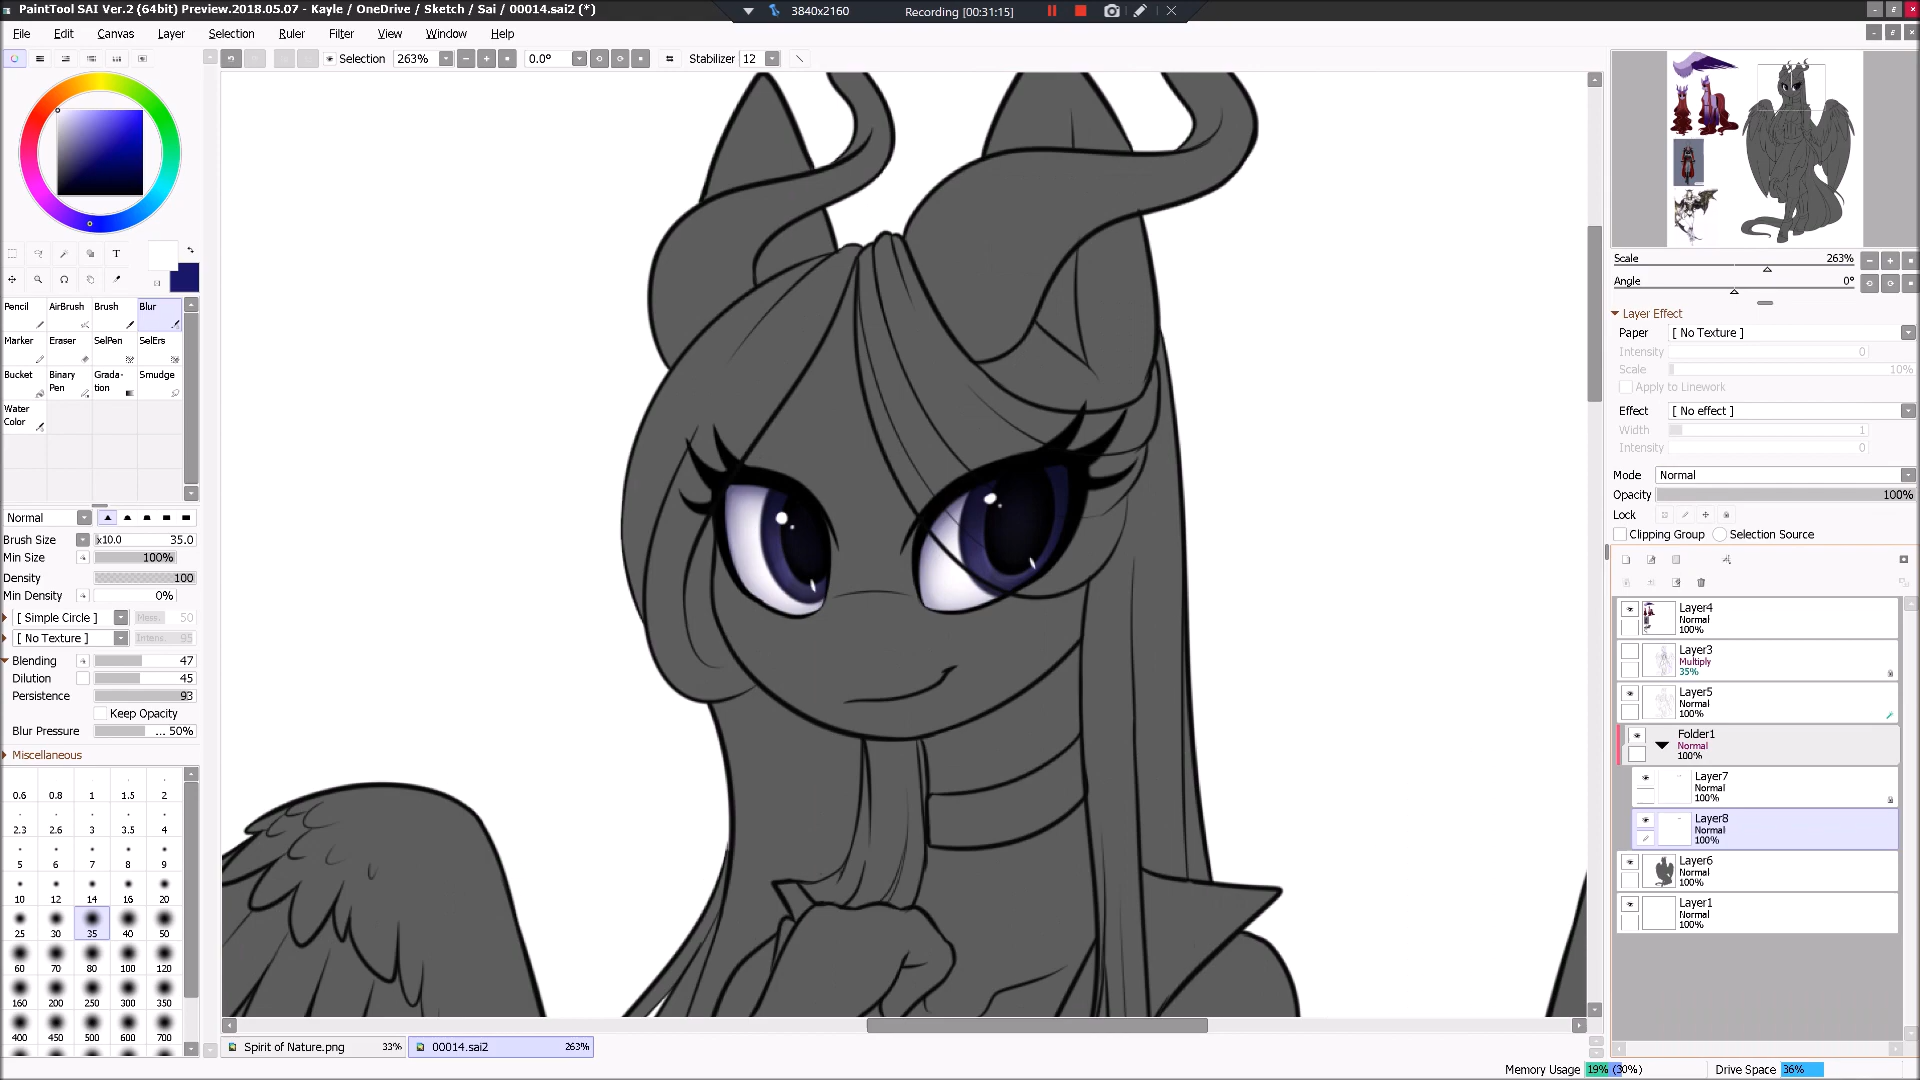 PaintTool SAI Ver.2 (64bit) Preview.2018.05.07 - Kayle / OneDrive / Sketch / Sai / 00014.sai2 (*)
3840x2160
Recording [00:31:15]
File Edit Canvas Layer Selection Ruler Filter View Window Help
Selection 263% 0.0° Stabilizer 12
T
Pencil AirBrush Brush Blur
Marker Eraser SelPen SelErs
Bucket Binary Pen Grada-tion Smudge
Water Color
Normal
Brush Size x10.0 35.0
Min Size 100%
Density 100
Min Density 0%
[ Simple Circle ] 50
[ No Texture ] Intens. 95
Blending 47
Dilution 45
Persistence 93
Keep Opacity
Blur Pressure ... 50%
Miscellaneous
0.6 0.8 1 1.5 2
2.3 2.6 3 3.5 4
5 6 7 8 9
10 12 14 16 20
25 30 35 40 50
60 70 80 100 120
160 200 250 300 350
400 450 500 600 700
Spirit of Nature.png 33% 00014.sai2 263%
Scale 263%
Angle 0°
Layer Effect
Paper [ No Texture ]
Intensity 0
Scale 10%
Apply to Linework
Effect [ No effect ]
Width 1
Intensity 0
Mode Normal
Opacity 100%
Lock
Clipping Group Selection Source
Layer4
Normal
100%
Layer3
Multiply
35%
Layer5
Normal
100%
Folder1
Normal
100%
Layer7
Normal
100%
Layer8
Normal
100%
Layer6
Normal
100%
Layer1
Normal
100%
Memory Usage 19% (30%) Drive Space 36%